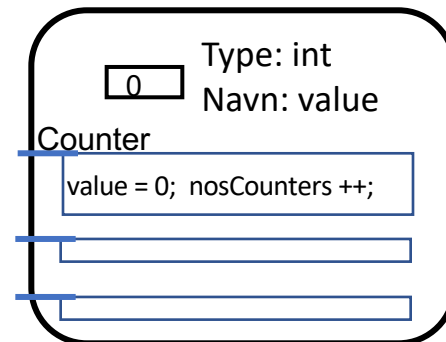 Type: int
0
Navn: value
Counter
value = 0; nosCounters ++;